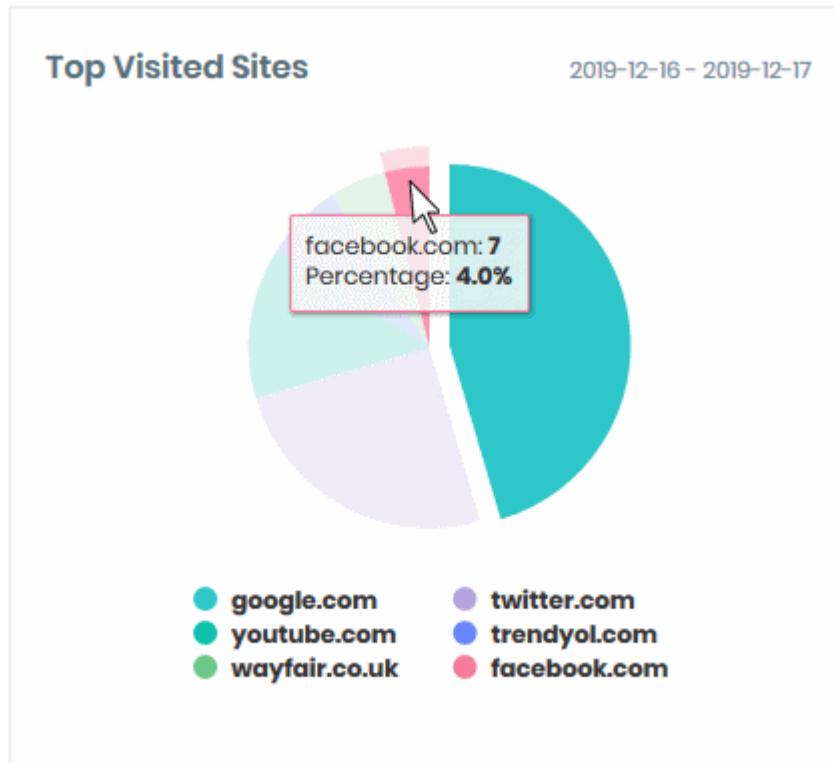 Top Visited Sites 2019-12-16 - 2019-12-17
facebook.com: 7
Percentage: 4.0%
google.com twitter.com
youtube.com trendyol.com
wayfair.co.uk facebook.com